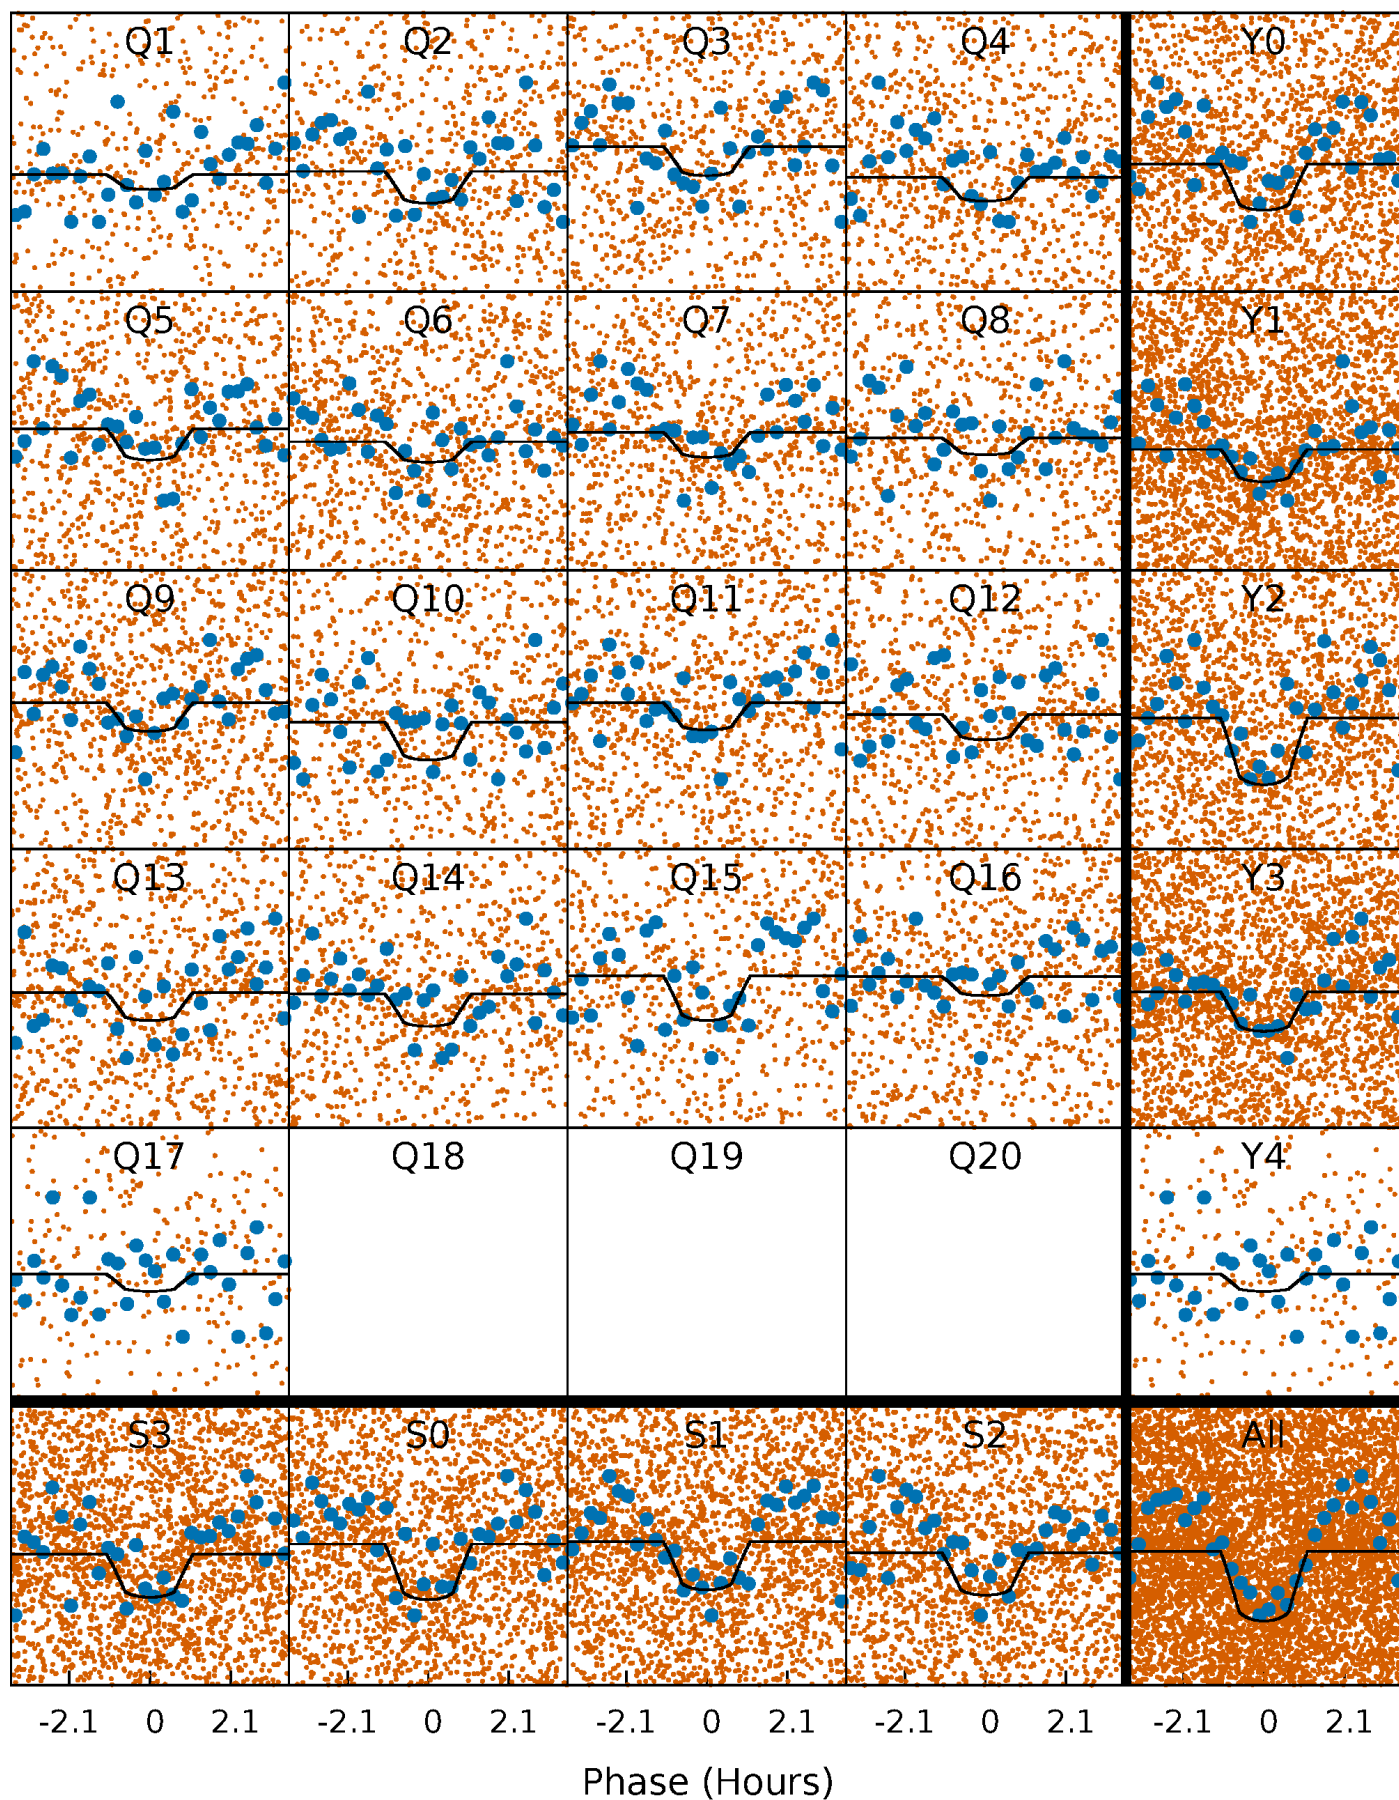 Q1 Q2 Q3 Q4 Y0
Q5 Q6 Q7 Q8 Y1
Q9 Q10 Q11 Q12 Y2
Q13 Q14 Q15 Q16 Y3
Q17 Q18 Q19 Q20 Y4
S3 S0 S1 S2 All
-2.1 0 2.1 -2.1 0 2.1 -2.1 0 2.1 -2.1 0 2.1 -2.1 0 2.1
Phase (Hours)